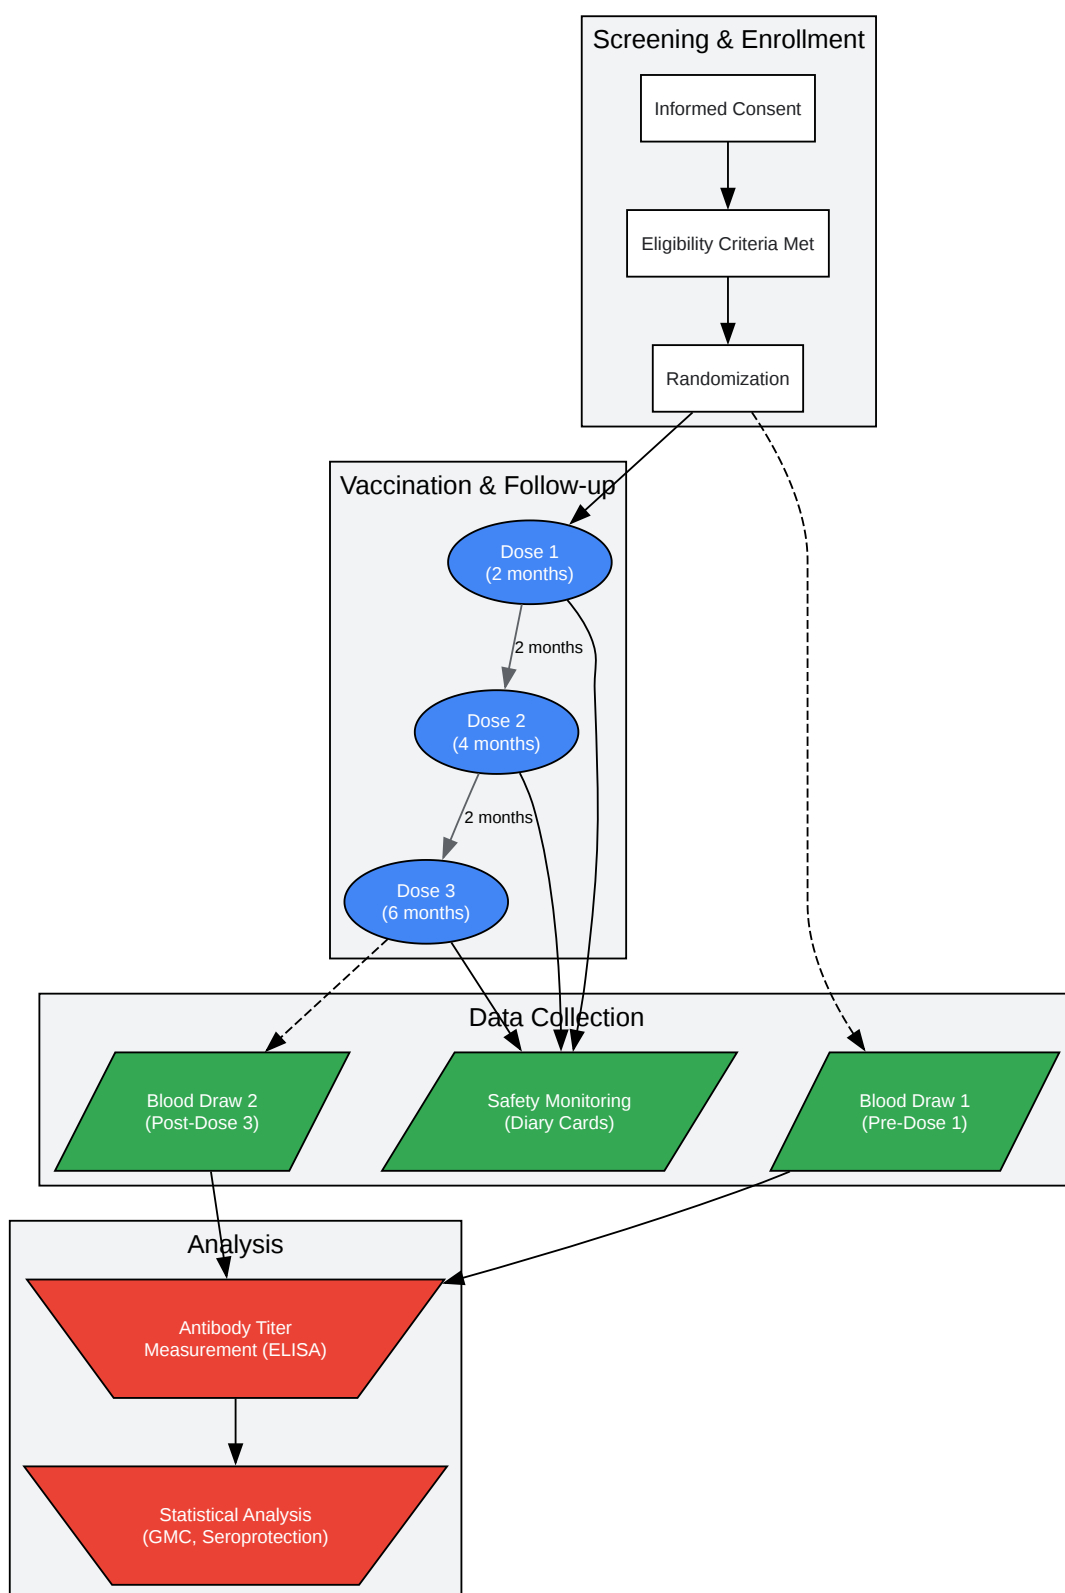 Screening & Enrollment
Informed Consent
Eligibility Criteria Met
Randomization
Vaccination & Follow-up
Dose 1
(2 months)
2 months
Dose 2
(4 months)
2 months
Dose 3
(6 months)
Data Collection
Blood Draw 2
(Post-Dose 3)
Safety Monitoring
(Diary Cards)
Blood Draw 1
(Pre-Dose 1)
Analysis
Antibody Titer
Measurement (ELISA)
Statistical Analysis
(GMC, Seroprotection)